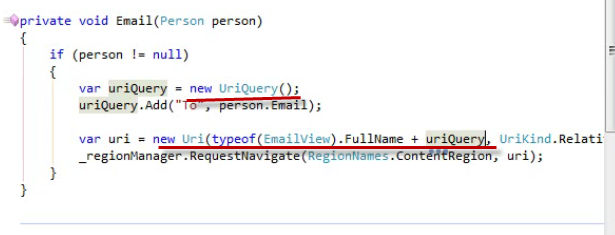 private void Email(Person person)
{
if (person != null)
{
var uriQuery = new UriQuery();
uriQuery.Add("To", person.Email);
var uri = new Uri(typeof(EmailView).FullName + uriQuery, UriKind.Relati
_regionManager.RequestNavigate(RegionNames.ContentRegion, uri);
}
}